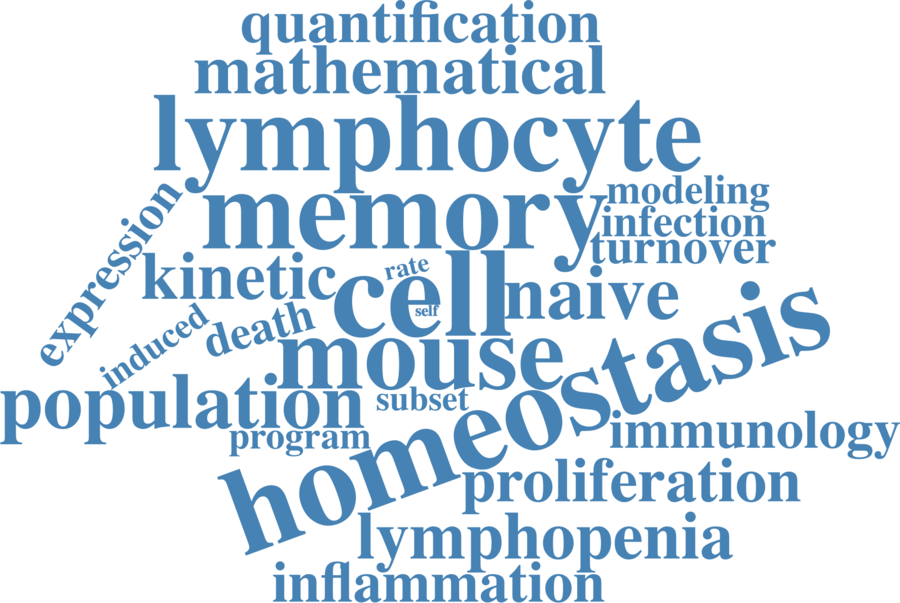 quantification
mathematical
lymphocyte
memory
modeling
infection
turnover
expression
kinetic
rate
cell
self
naive
induced
death
mouse
homeostasis
population
subset
program
immunology
proliferation
lymphopenia
inflammation